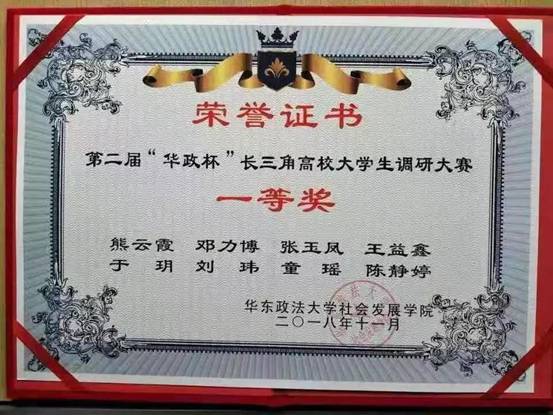 荣誉证书
第二届“华政杯”长三角高校大学生调研大赛
一等奖
熊云霞 邓力博 张玉凤 王益鑫
于玥 刘玮 童瑶 陈静婷
华东政法大学社会发展学院
二〇一八年十一月